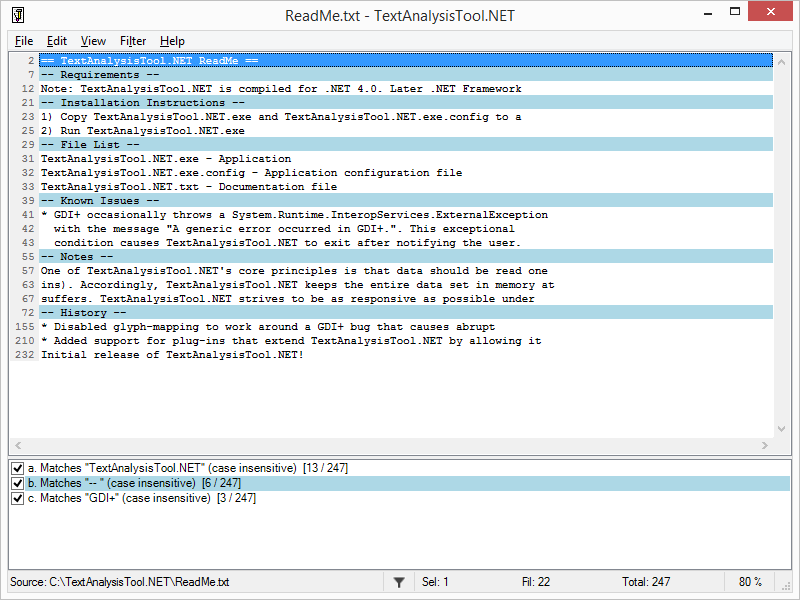 ReadMe.txt - TextAnalysisTool.NET
File Edit View Filter Help
2 == TextAnalysisTool.NET ReadMe ==
7 -- Requirements --
12 Note: TextAnalysisTool.NET is compiled for .NET 4.0. Later .NET Framework
21 -- Installation Instructions --
23 1) Copy TextAnalysisTool.NET.exe and TextAnalysisTool.NET.exe.config to a
25 2) Run TextAnalysisTool.NET.exe
29 -- File List --
31 TextAnalysisTool.NET.exe - Application
32 TextAnalysisTool.NET.exe.config - Application configuration file
33 TextAnalysisTool.NET.txt - Documentation file
39 -- Known Issues --
41 * GDI+ occasionally throws a System.Runtime.InteropServices.ExternalException
42 with the message "A generic error occurred in GDI+.". This exceptional
43 condition causes TextAnalysisTool.NET to exit after notifying the user.
55 -- Notes --
57 One of TextAnalysisTool.NET's core principles is that data should be read one
63 ins). Accordingly, TextAnalysisTool.NET keeps the entire data set in memory at
67 suffers. TextAnalysisTool.NET strives to be as responsive as possible under
72 -- History --
155 * Disabled glyph-mapping to work around a GDI+ bug that causes abrupt
210 * Added support for plug-ins that extend TextAnalysisTool.NET by allowing it
232 Initial release of TextAnalysisTool.NET!
a. Matches "TextAnalysisTool.NET" (case insensitive) [13 / 247]
b. Matches "-- " (case insensitive) [6 / 247]
c. Matches "GDI+" (case insensitive) [3 / 247]
Source: C:\TextAnalysisTool.NET\ReadMe.txt Sel: 1 Fil: 22 Total: 247 80 %